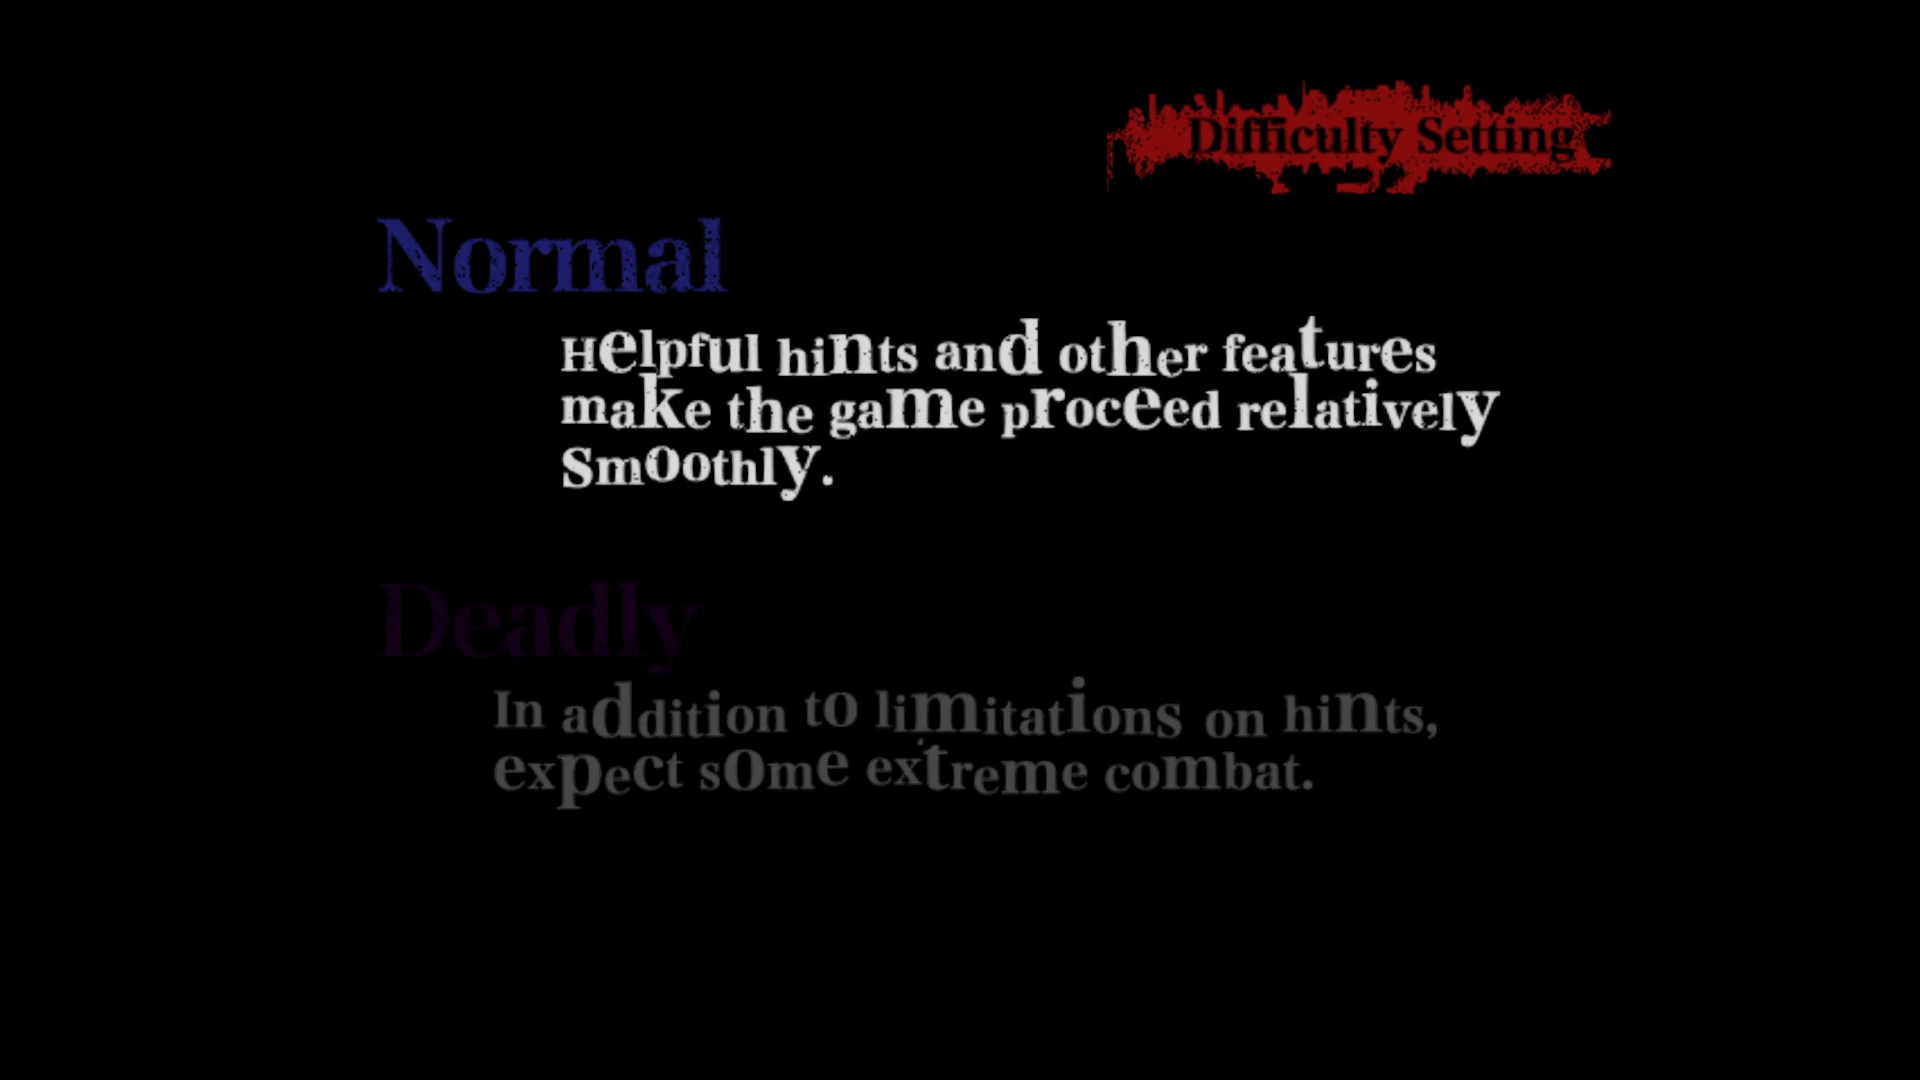 Difficulty Setting
Normal
Helpful hints and other features
make the game proceed relatively
Smoothly.
Deadly
In addition to limitations on hints,
expect some extreme combat.